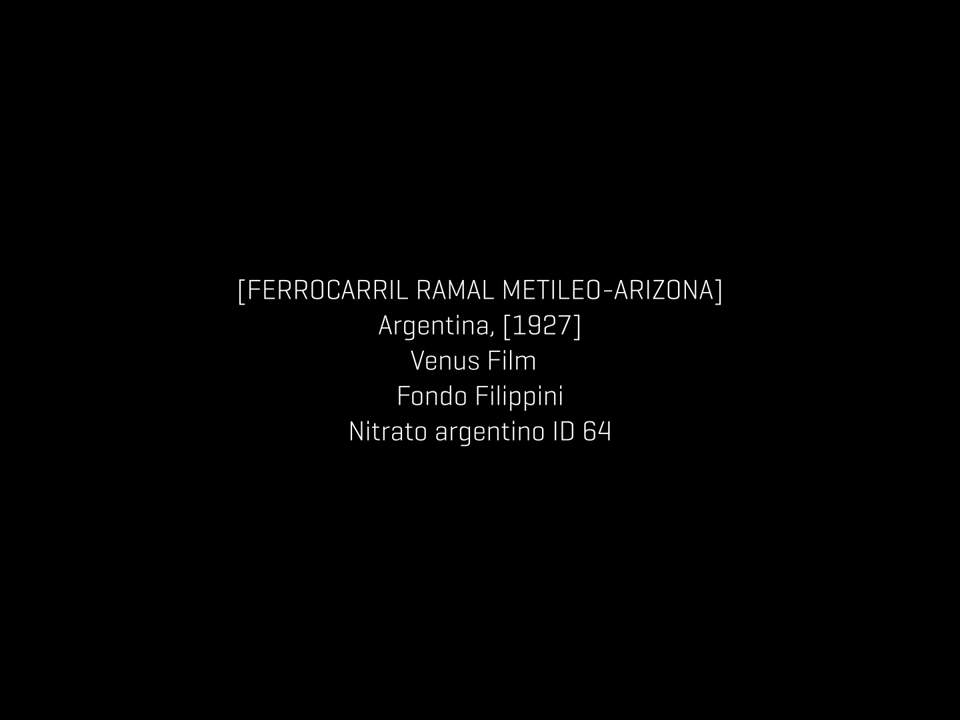 [FERROCARRIL RAMAL METILEO-ARIZONA]
Argentina, [1927]
Venus Film
Fondo Filippini
Nitrato argentino ID 64